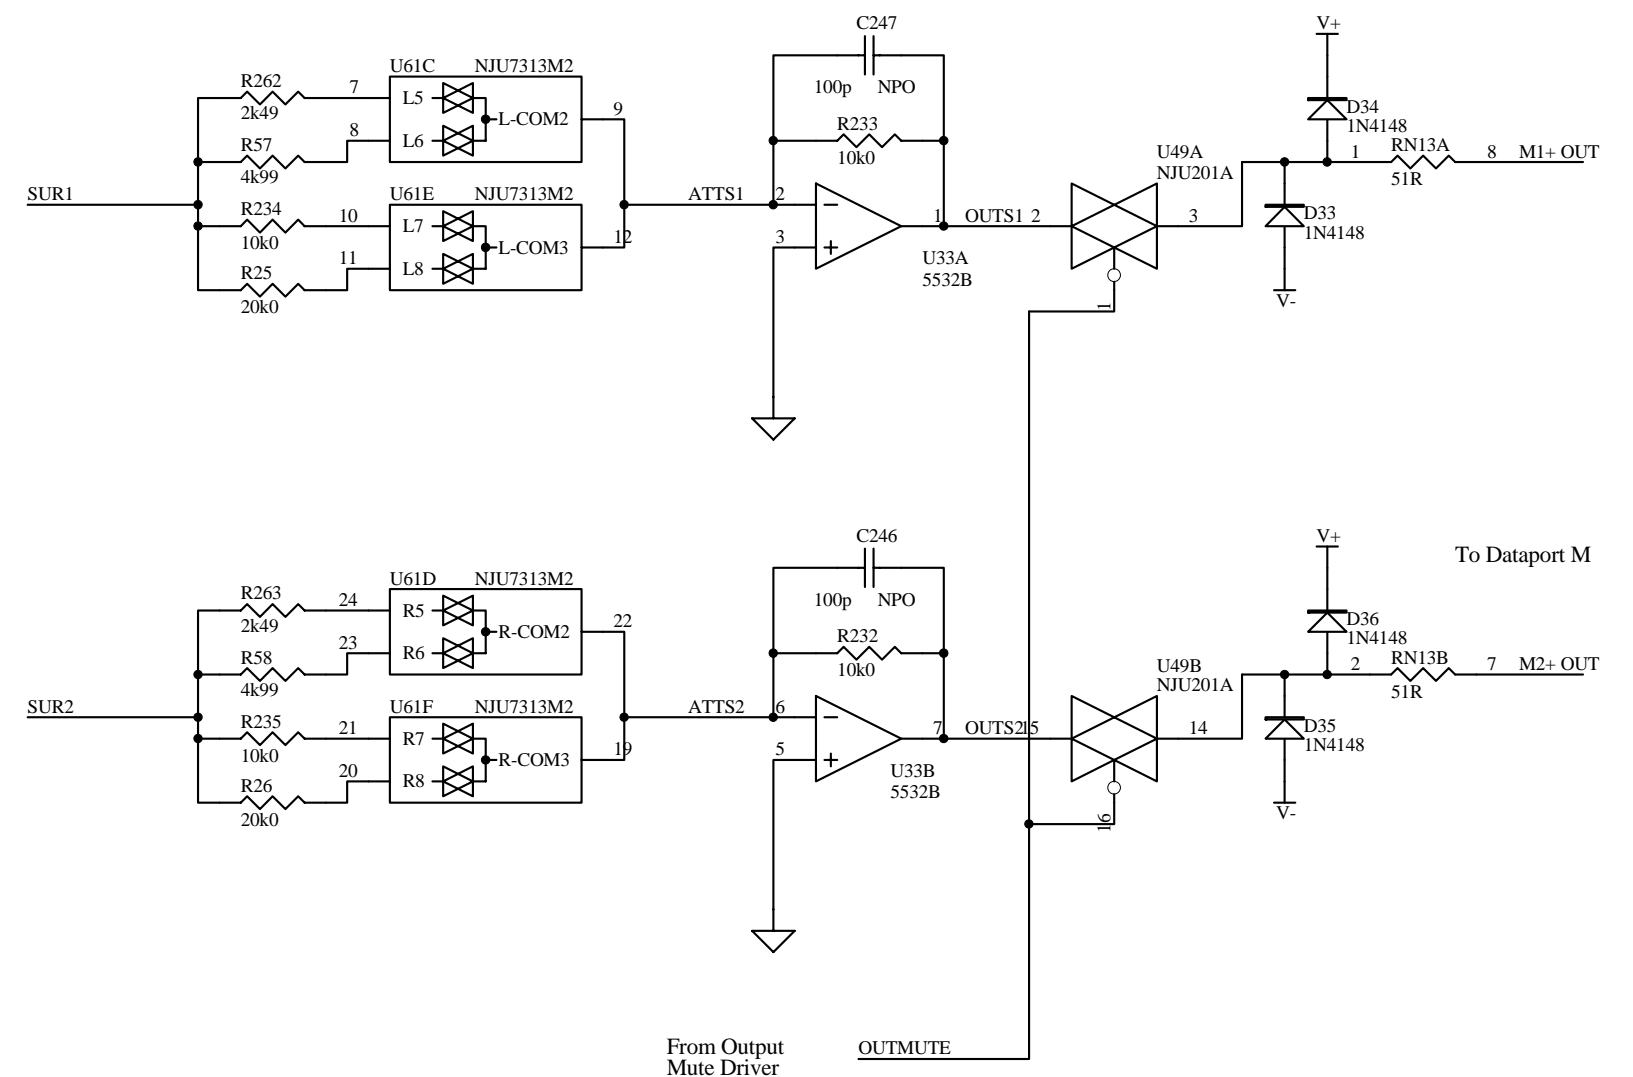 C247
100p NPO
R233
10k0
U61C NJU7313M2
L5
L6
L-COM2
R262
2k49
7
R57
4k99
8
9
SUR1
U61E NJU7313M2
L7
L8
L-COM3
R234
10k0
10
R25
20k0
11
12
ATTS1
2
3
1
U33A
5532B
OUTS1 2
U49A
NJU201A
3
1
V+
D34
1N4148
D33
1N4148
V-
1
RN13A
51R
8
M1+ OUT
C246
100p NPO
R232
10k0
U61D NJU7313M2
R5
R6
R-COM2
R263
2k49
24
R58
4k99
23
22
SUR2
U61F NJU7313M2
R7
R8
R-COM3
R235
10k0
21
R26
20k0
20
19
ATTS2
6
5
7
U33B
5532B
OUTS2 15
U49B
NJU201A
14
16
V+
To Dataport M
D36
1N4148
D35
1N4148
V-
2
RN13B
51R
7
M2+ OUT
From Output
Mute Driver
OUTMUTE